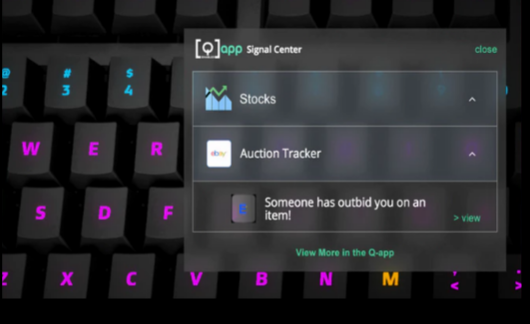 [Q]app Signal Center
close
Stocks
Auction Tracker
ebay
E
Someone has outbid you on an
item!
> view
View More in the Q-app
@ # $
2 3 4
W E R
S D F
Z X C V B N M < >